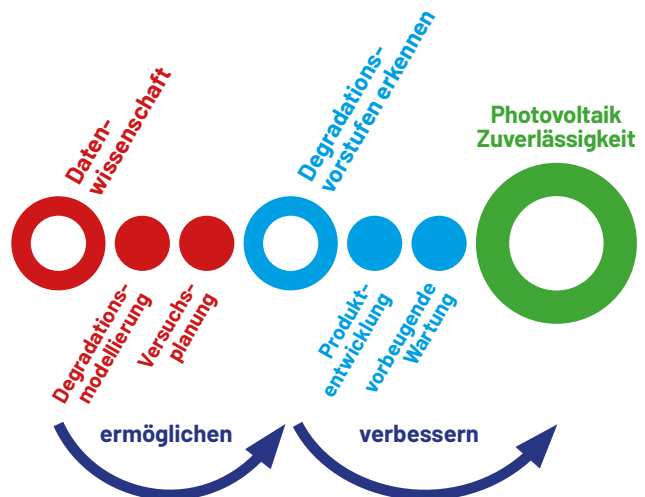 Daten-
wissenschaft
Degradations-
modellierung
Versuchs-
planung
Degradations-
vorstufen erkennen
Produkt-
entwicklung
vorbeugende
Wartung
Photovoltaik
Zuverlässigkeit
ermöglichen
verbessern